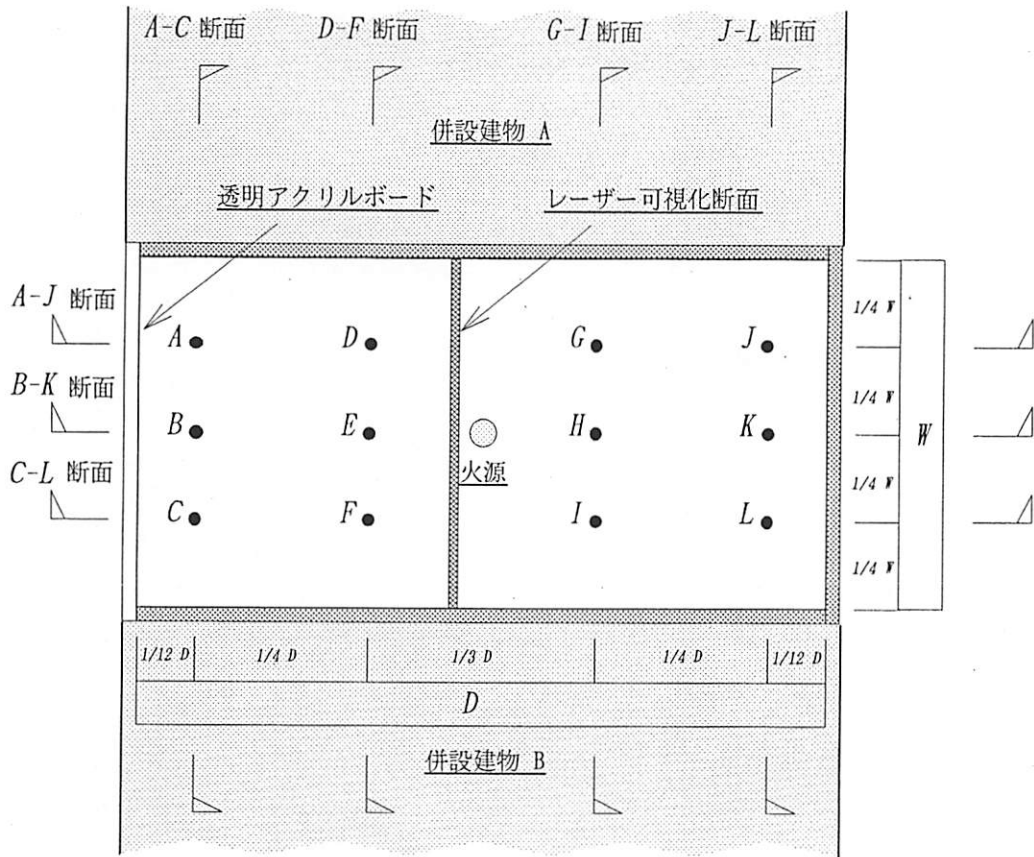 A-C 断面 D-F 断面 G-I 断面 J-L 断面
併設建物 A
透明アクリルボード レーザー可視化断面
A-J 断面
1/4 W
A D G J
B-K 断面
1/4 W
B E H K W
火源
C-L 断面
1/4 W
C F I L
1/4 W
1/12 D 1/4 D 1/3 D 1/4 D 1/12 D
D
併設建物 B